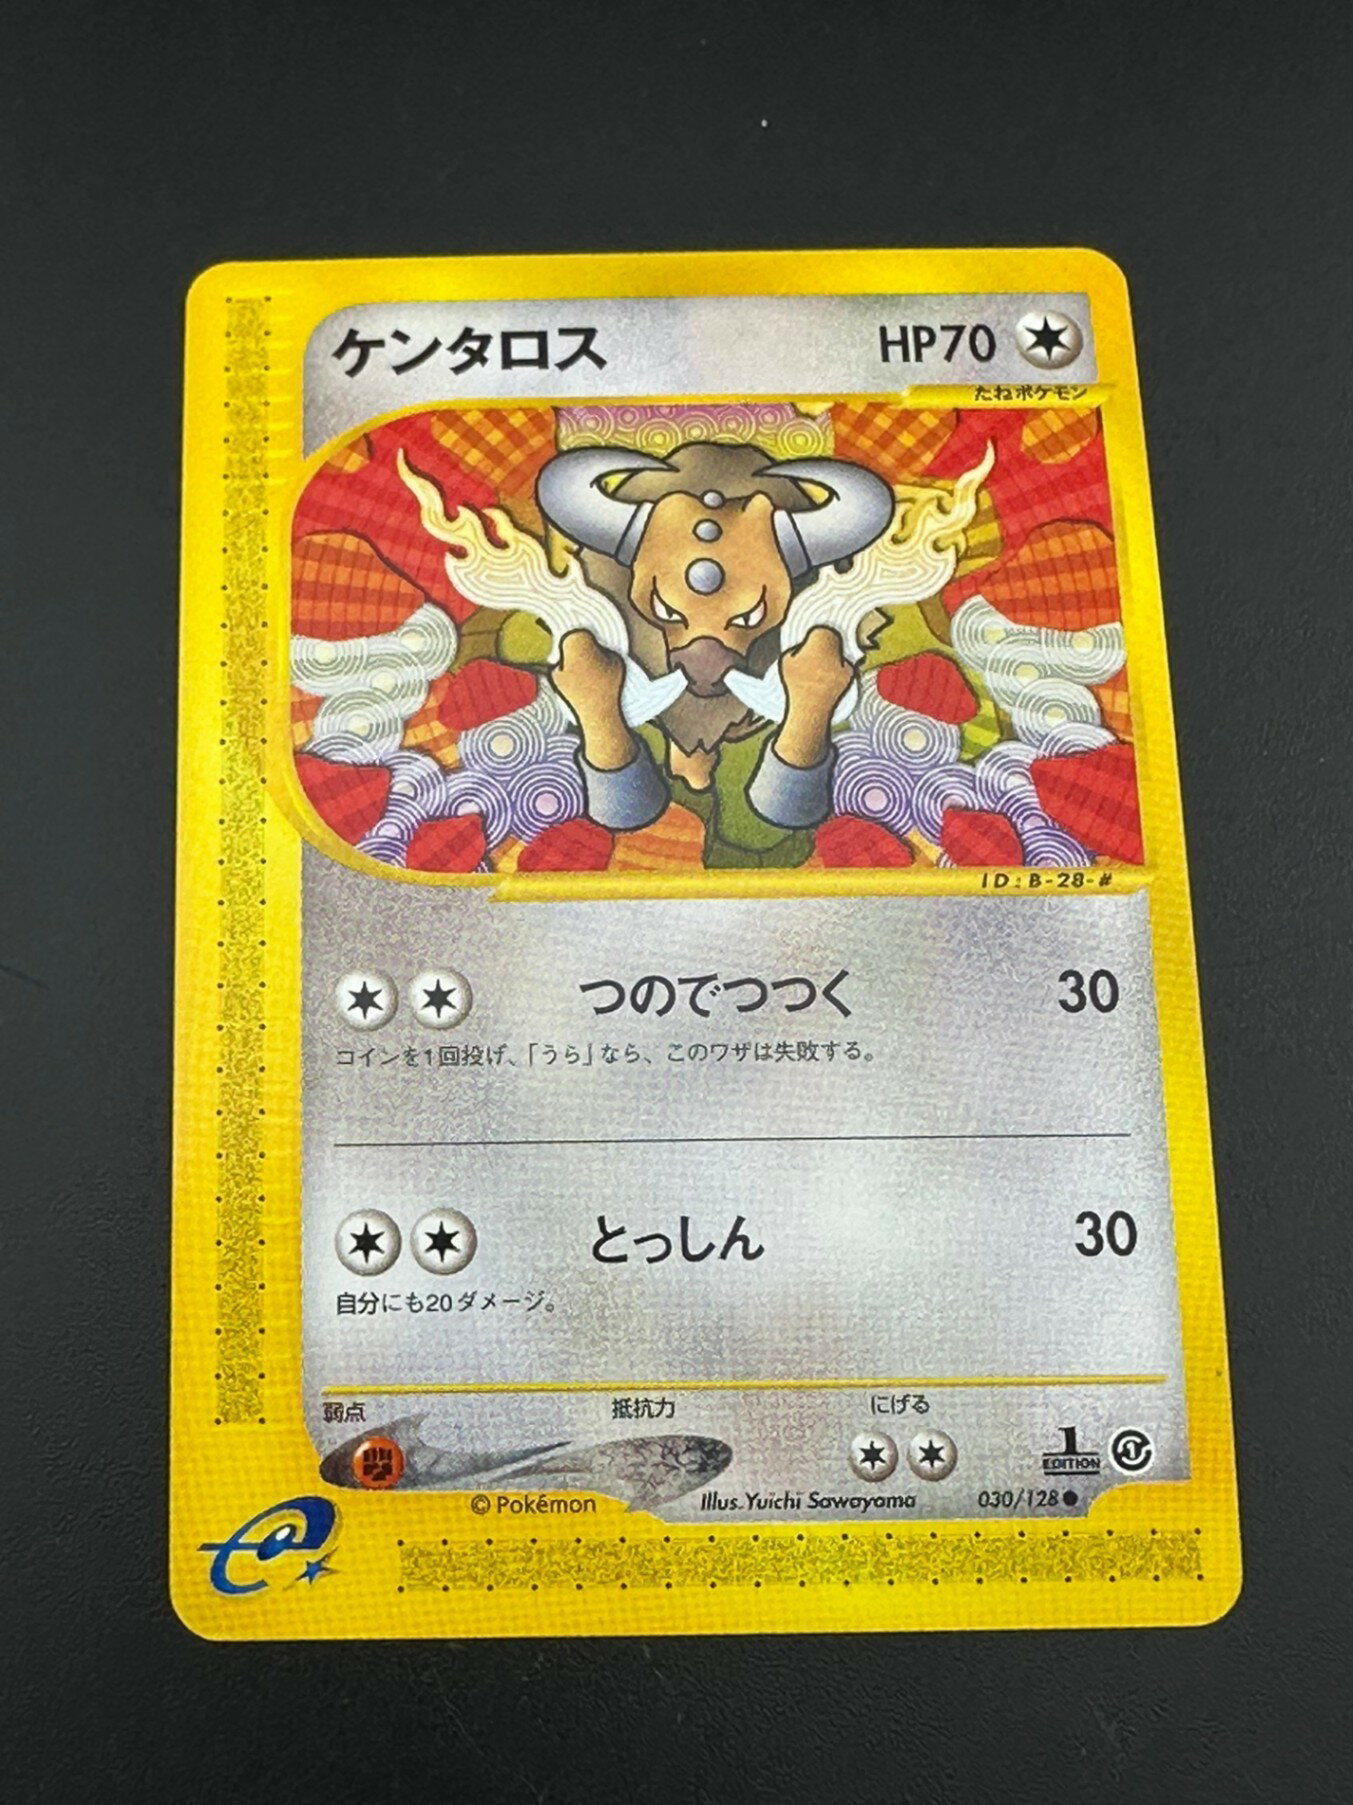 ケンタロス HP70
たねポケモン
ID:B-28-#
つのでつつく 30
コインを1回投げ、「うら」なら、このワザは失敗する。
とっしん 30
自分にも20ダメージ。
弱点 抵抗力 にげる
1 EDITION
© Pokémon Illus. Yuichi Sawayama 030/128 ●
e